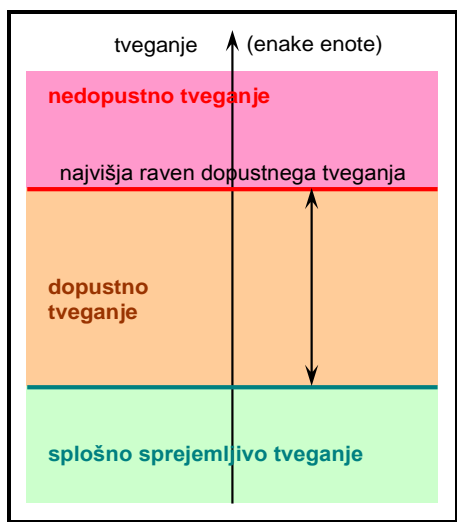 tveganje (enake enote)
nedopustno tveganje
najvišja raven dopustnega tveganja
dopustno
tveganje
splošno sprejemljivo tveganje